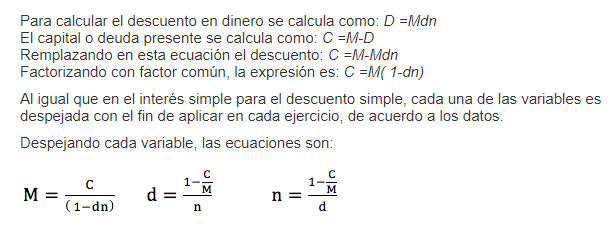 Para calcular el descuento en dinero se calcula como: D =Mdn
El capital o deuda presente se calcula como: C =M-D
Remplazando en esta ecuación el descuento: C =M-Mdn
Factorizando con factor común, la expresión es: C =M( 1-dn)
Al igual que en el interés simple para el descuento simple, cada una de las variables es
despejada con el fin de aplicar en cada ejercicio, de acuerdo a los datos.
Despejando cada variable, las ecuaciones son:
M = C/(1−dn) d = (1−C/M)/n n = (1−C/M)/d